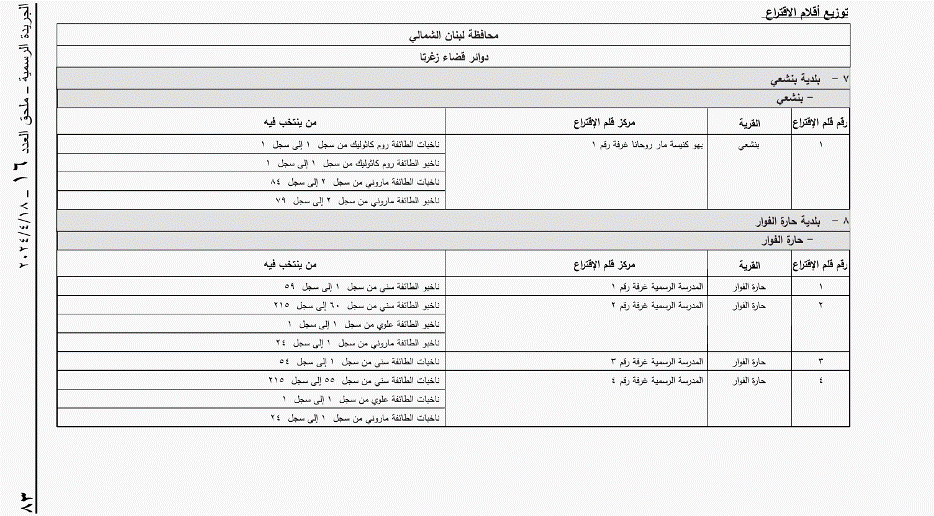 توزيع أقلام الاقتراع
محافظة لبنان الشمالي
دوائر قضاء زغرتا
٧ - بلدية بنشعي
- بنشعي
رقم قلم الإقتراع القرية مركز قلم الإقتراع من ينتخب فيه
١ بنشعي بهو كنيسة مار روحانا غرفة رقم ١ ناخبات الطائفة روم كاثوليك من سجل ١ إلى سجل ١
ناخبو الطائفة روم كاثوليك من سجل ١ إلى سجل ١
ناخبات الطائفة ماروني من سجل ٢ إلى سجل ٨٤
ناخبو الطائفة ماروني من سجل ٢ إلى سجل ٧٩
٨ - بلدية حارة الفوار
- حارة الفوار
رقم قلم الإقتراع القرية مركز قلم الإقتراع من ينتخب فيه
١ حارة الفوار المدرسة الرسمية غرفة رقم ١ ناخبو الطائفة سني من سجل ١ إلى سجل ٥٩
٢ حارة الفوار المدرسة الرسمية غرفة رقم ٢ ناخبو الطائفة سني من سجل ٦٠ إلى سجل ٢١٥
ناخبو الطائفة علوي من سجل ١ إلى سجل ١
ناخبو الطائفة ماروني من سجل ١ إلى سجل ٢٤
٣ حارة الفوار المدرسة الرسمية غرفة رقم ٣ ناخبات الطائفة سني من سجل ١ إلى سجل ٥٤
٤ حارة الفوار المدرسة الرسمية غرفة رقم ٤ ناخبات الطائفة سني من سجل ٥٥ إلى سجل ٢١٥
ناخبات الطائفة علوي من سجل ١ إلى سجل ١
ناخبات الطائفة ماروني من سجل ١ إلى سجل ٢٤
الجريدة الرسمية - ملحق العدد ١٦ - ٢٠٢٤/٤/١٨
٨٣